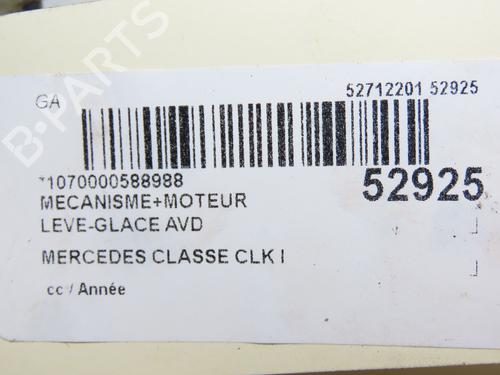 GA
52712201 52925
*1070000588988
52925
MECANISME+MOTEUR
LEVE-GLACE AVD
MERCEDES CLASSE CLK I
cc / Année
B-PARTS